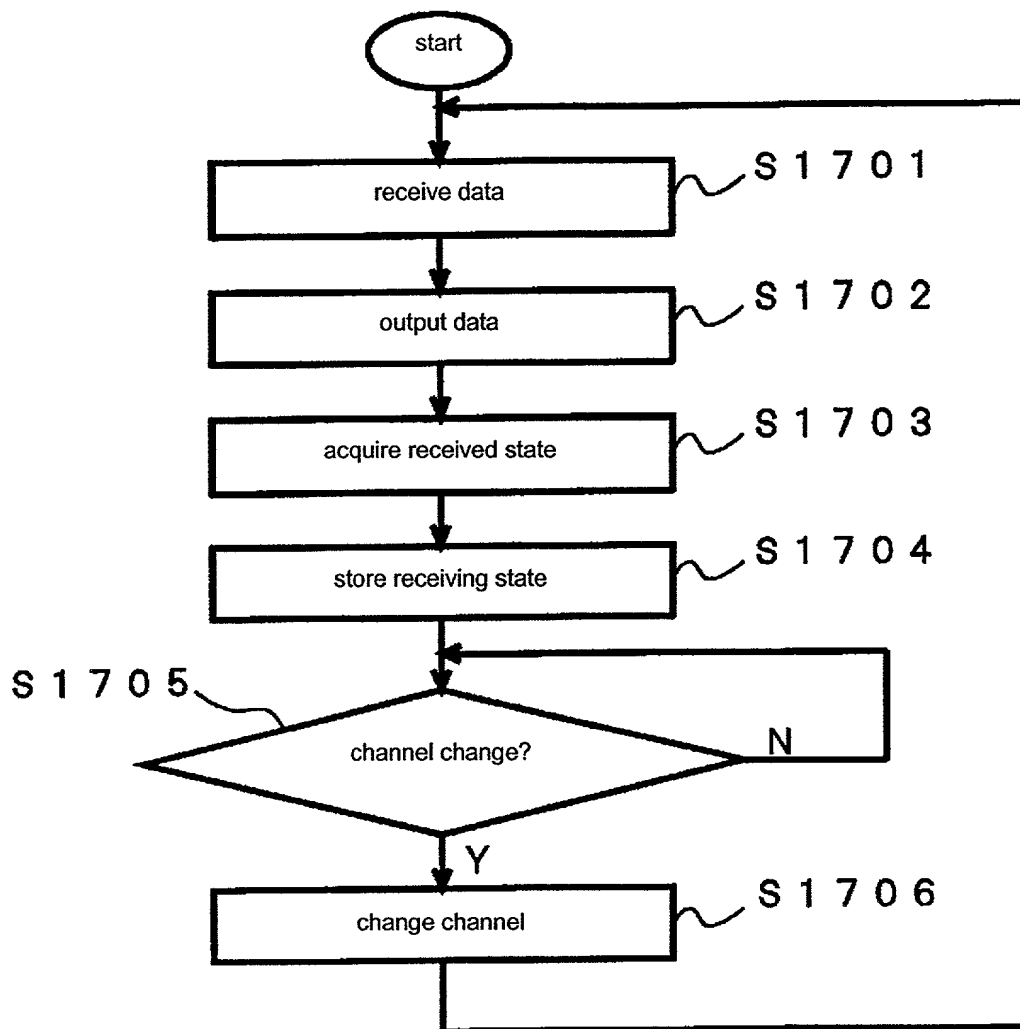 start
receive data
S1701
output data
S1702
acquire received state
S1703
store receiving state
S1704
S1705
channel change?
N
Y
change channel
S1706